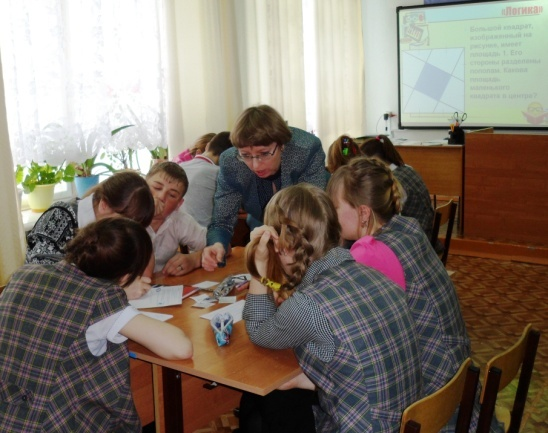 «Логика»
Большой квадрат,
изображенный на
рисунке, имеет
площадь 1. Его
стороны разделены
пополам. Какова
площадь
маленького
квадрата в центре?